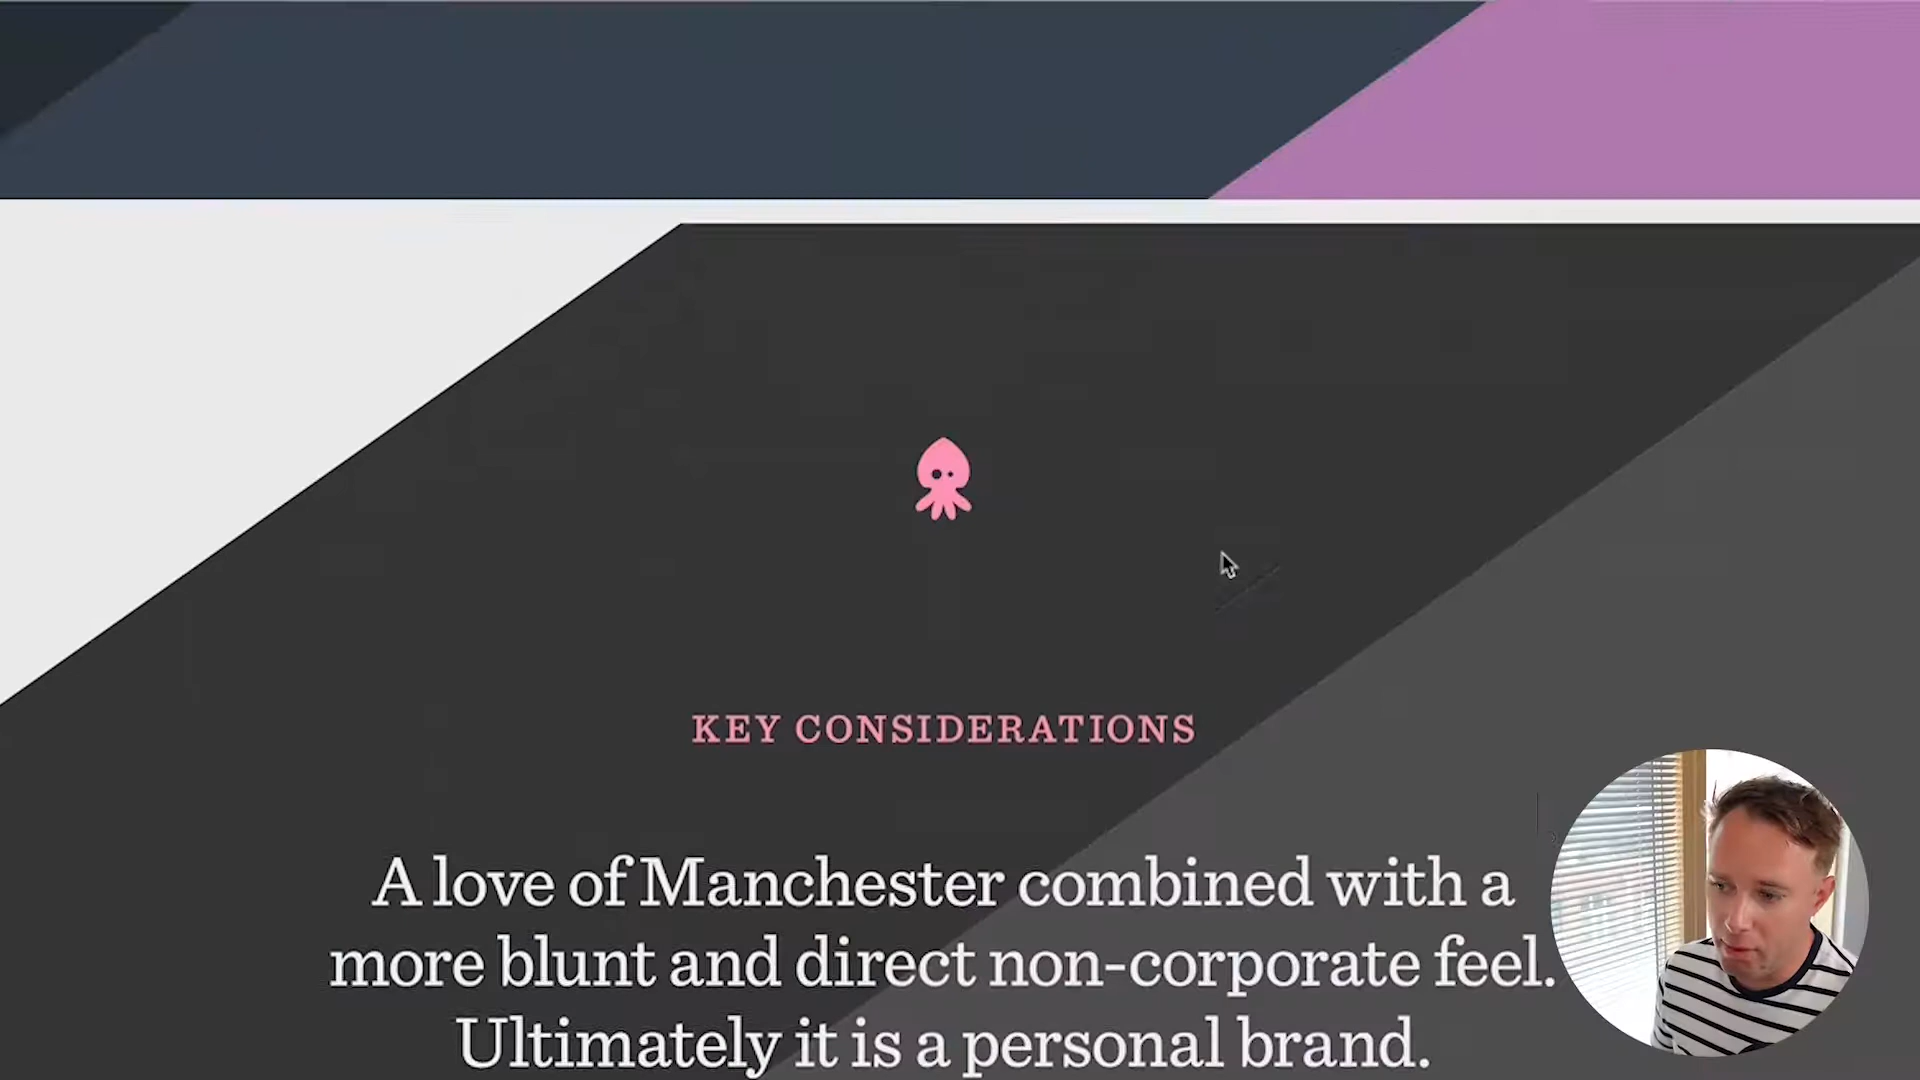 KEY CONSIDERATIONS
A love of Manchester combined with a
more blunt and direct non-corporate feel.
Ultimately it is a personal brand.